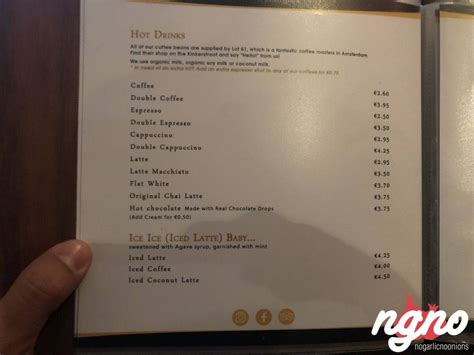 HOT DRINKS
All of our coffee beans are supplied by Lot 61, which is a fantastic coffee roasters in Amsterdam.
Find their shop on the Kinkerstraat and say "Hello!" from us!
We use organic milk, organic soy milk or coconut milk.
* In need of an extra kift? Add an extra espresso shot to any of our coffees for €0.75
Coffee €3.60
Double Coffee €3.95
Espresso €2.95
Double Espresso €3.50
Cappuccino €2.95
Double Cappuccino €4.25
Latte €2.95
Latte Macchiato €3.50
Flat White €3.70
Original Chai Latte €3.75
Hot chocolate Made with Real Chocolate Drops €3.75
(Add Cream for €0.50)
ICE ICE (ICED LATTE) BABY...
sweetened with Agave syrup, garnished with mint
Iced Latte €4.25
Iced Coffee €4.00
Iced Coconut Latte €4.50
ngno
nogarlicnoonions